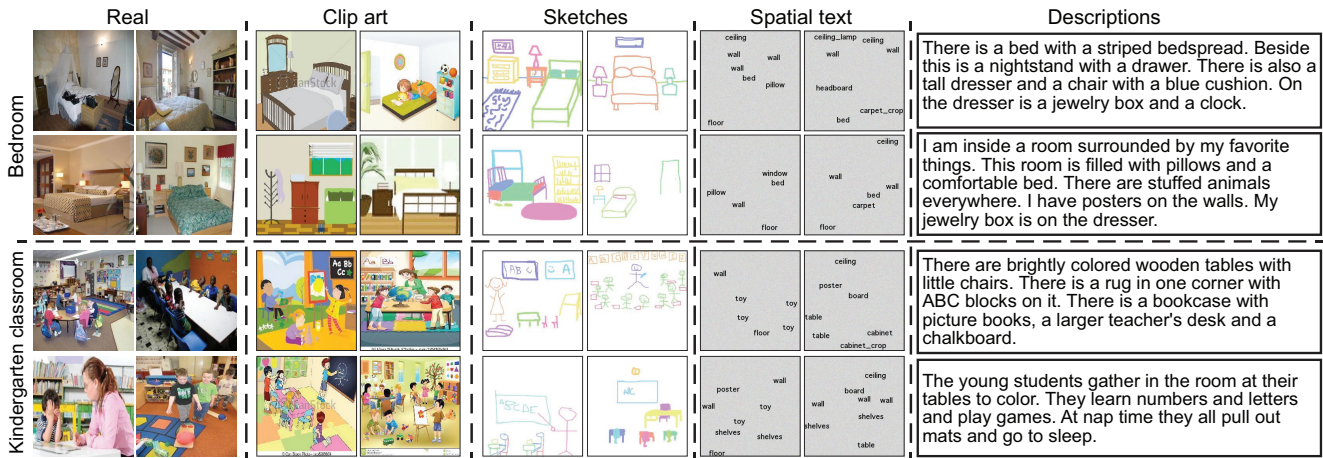 Real
Clip art
Sketches
Spatial text
Descriptions
Bedroom
ceiling
wall
wall
wall
bed
pillow
floor
ceiling_lamp
ceiling
wall
wall
headboard
carpet_crop
bed
There is a bed with a striped bedspread. Beside
this is a nightstand with a drawer. There is also a
tall dresser and a chair with a blue cushion. On
the dresser is a jewelry box and a clock.
window
bed
pillow
wall
floor
ceiling
wall
wall
bed
carpet
floor
I am inside a room surrounded by my favorite
things. This room is filled with pillows and a
comfortable bed. There are stuffed animals
everywhere. I have posters on the walls. My
jewelry box is on the dresser.
Kindergarten classroom
Aa Bb
Cc
ABC
A
wall
toy
toy
toy
toy
floor
ceiling
poster
board
table
table
cabinet
cabinet_crop
There are brightly colored wooden tables with
little chairs. There is a rug in one corner with
ABC blocks on it. There is a bookcase with
picture books, a larger teacher's desk and a
chalkboard.
ABCDE
wall
poster
wall
toy
toy
shelves
shelves
floor
ceiling
board
wall
wall
wall
shelves
shelves
table
The young students gather in the room at their
tables to color. They learn numbers and letters
and play games. At nap time they all pull out
mats and go to sleep.